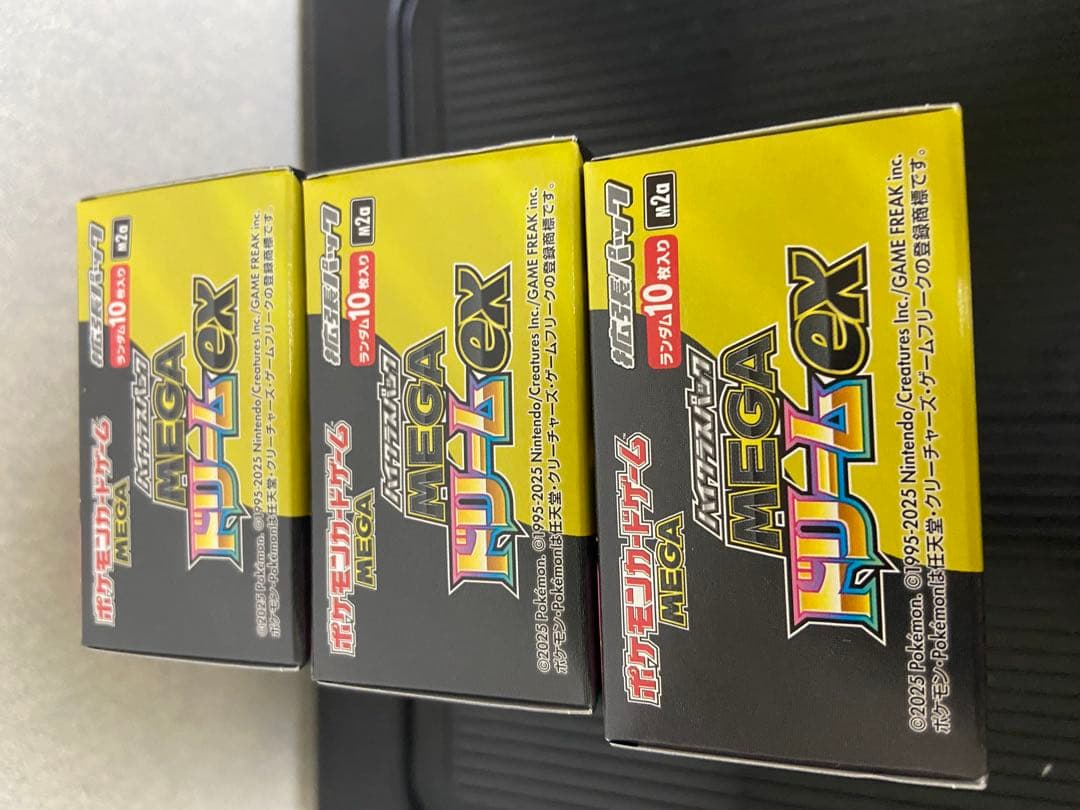 ポケモンカードゲーム
MEGA
拡張パック
ランダム10枚入り
M2a
ハイクラスパック
MEGA
ドリームex
©2025 Pokémon. ©1995-2025 Nintendo/Creatures Inc./GAME FREAK inc.
ポケモン・Pokémonは任天堂・クリーチャーズ・ゲームフリークの登録商標です。
ポケモンカードゲーム
MEGA
拡張パック
ランダム10枚入り
M2a
ハイクラスパック
MEGA
ドリームex
©2025 Pokémon. ©1995-2025 Nintendo/Creatures Inc./GAME FREAK inc.
ポケモン・Pokémonは任天堂・クリーチャーズ・ゲームフリークの登録商標です。
ポケモンカードゲーム
MEGA
拡張パック
ランダム10枚入り
M2a
ハイクラスパック
MEGA
ドリームex
©2025 Pokémon. ©1995-2025 Nintendo/Creatures Inc./GAME FREAK inc.
ポケモン・Pokémonは任天堂・クリーチャーズ・ゲームフリークの登録商標です。